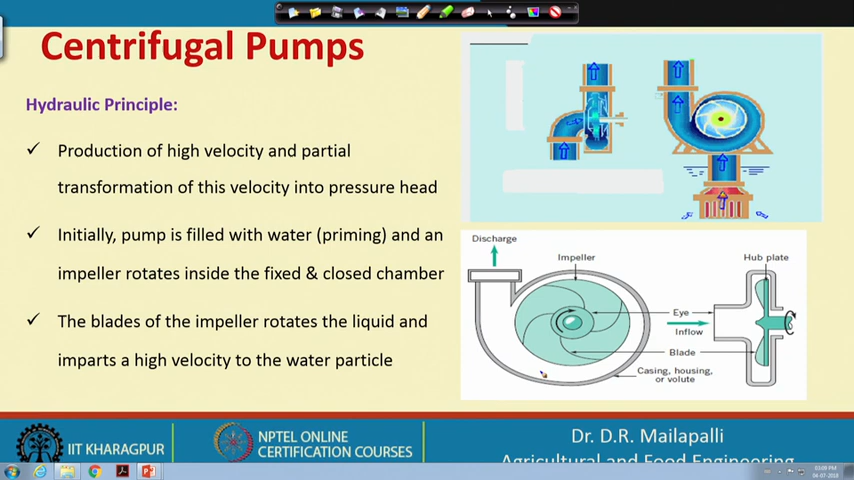 Centrifugal Pumps
Hydraulic Principle:
✓ Production of high velocity and partial
transformation of this velocity into pressure head
✓ Initially, pump is filled with water (priming) and an
impeller rotates inside the fixed & closed chamber
✓ The blades of the impeller rotates the liquid and
imparts a high velocity to the water particle
Discharge
Impeller
Hub plate
Eye
Inflow
Blade
Casing, housing,
or volute
IIT KHARAGPUR
NPTEL ONLINE
CERTIFICATION COURSES
Dr. D.R. Mailapalli
Agricultural and Food Engineering